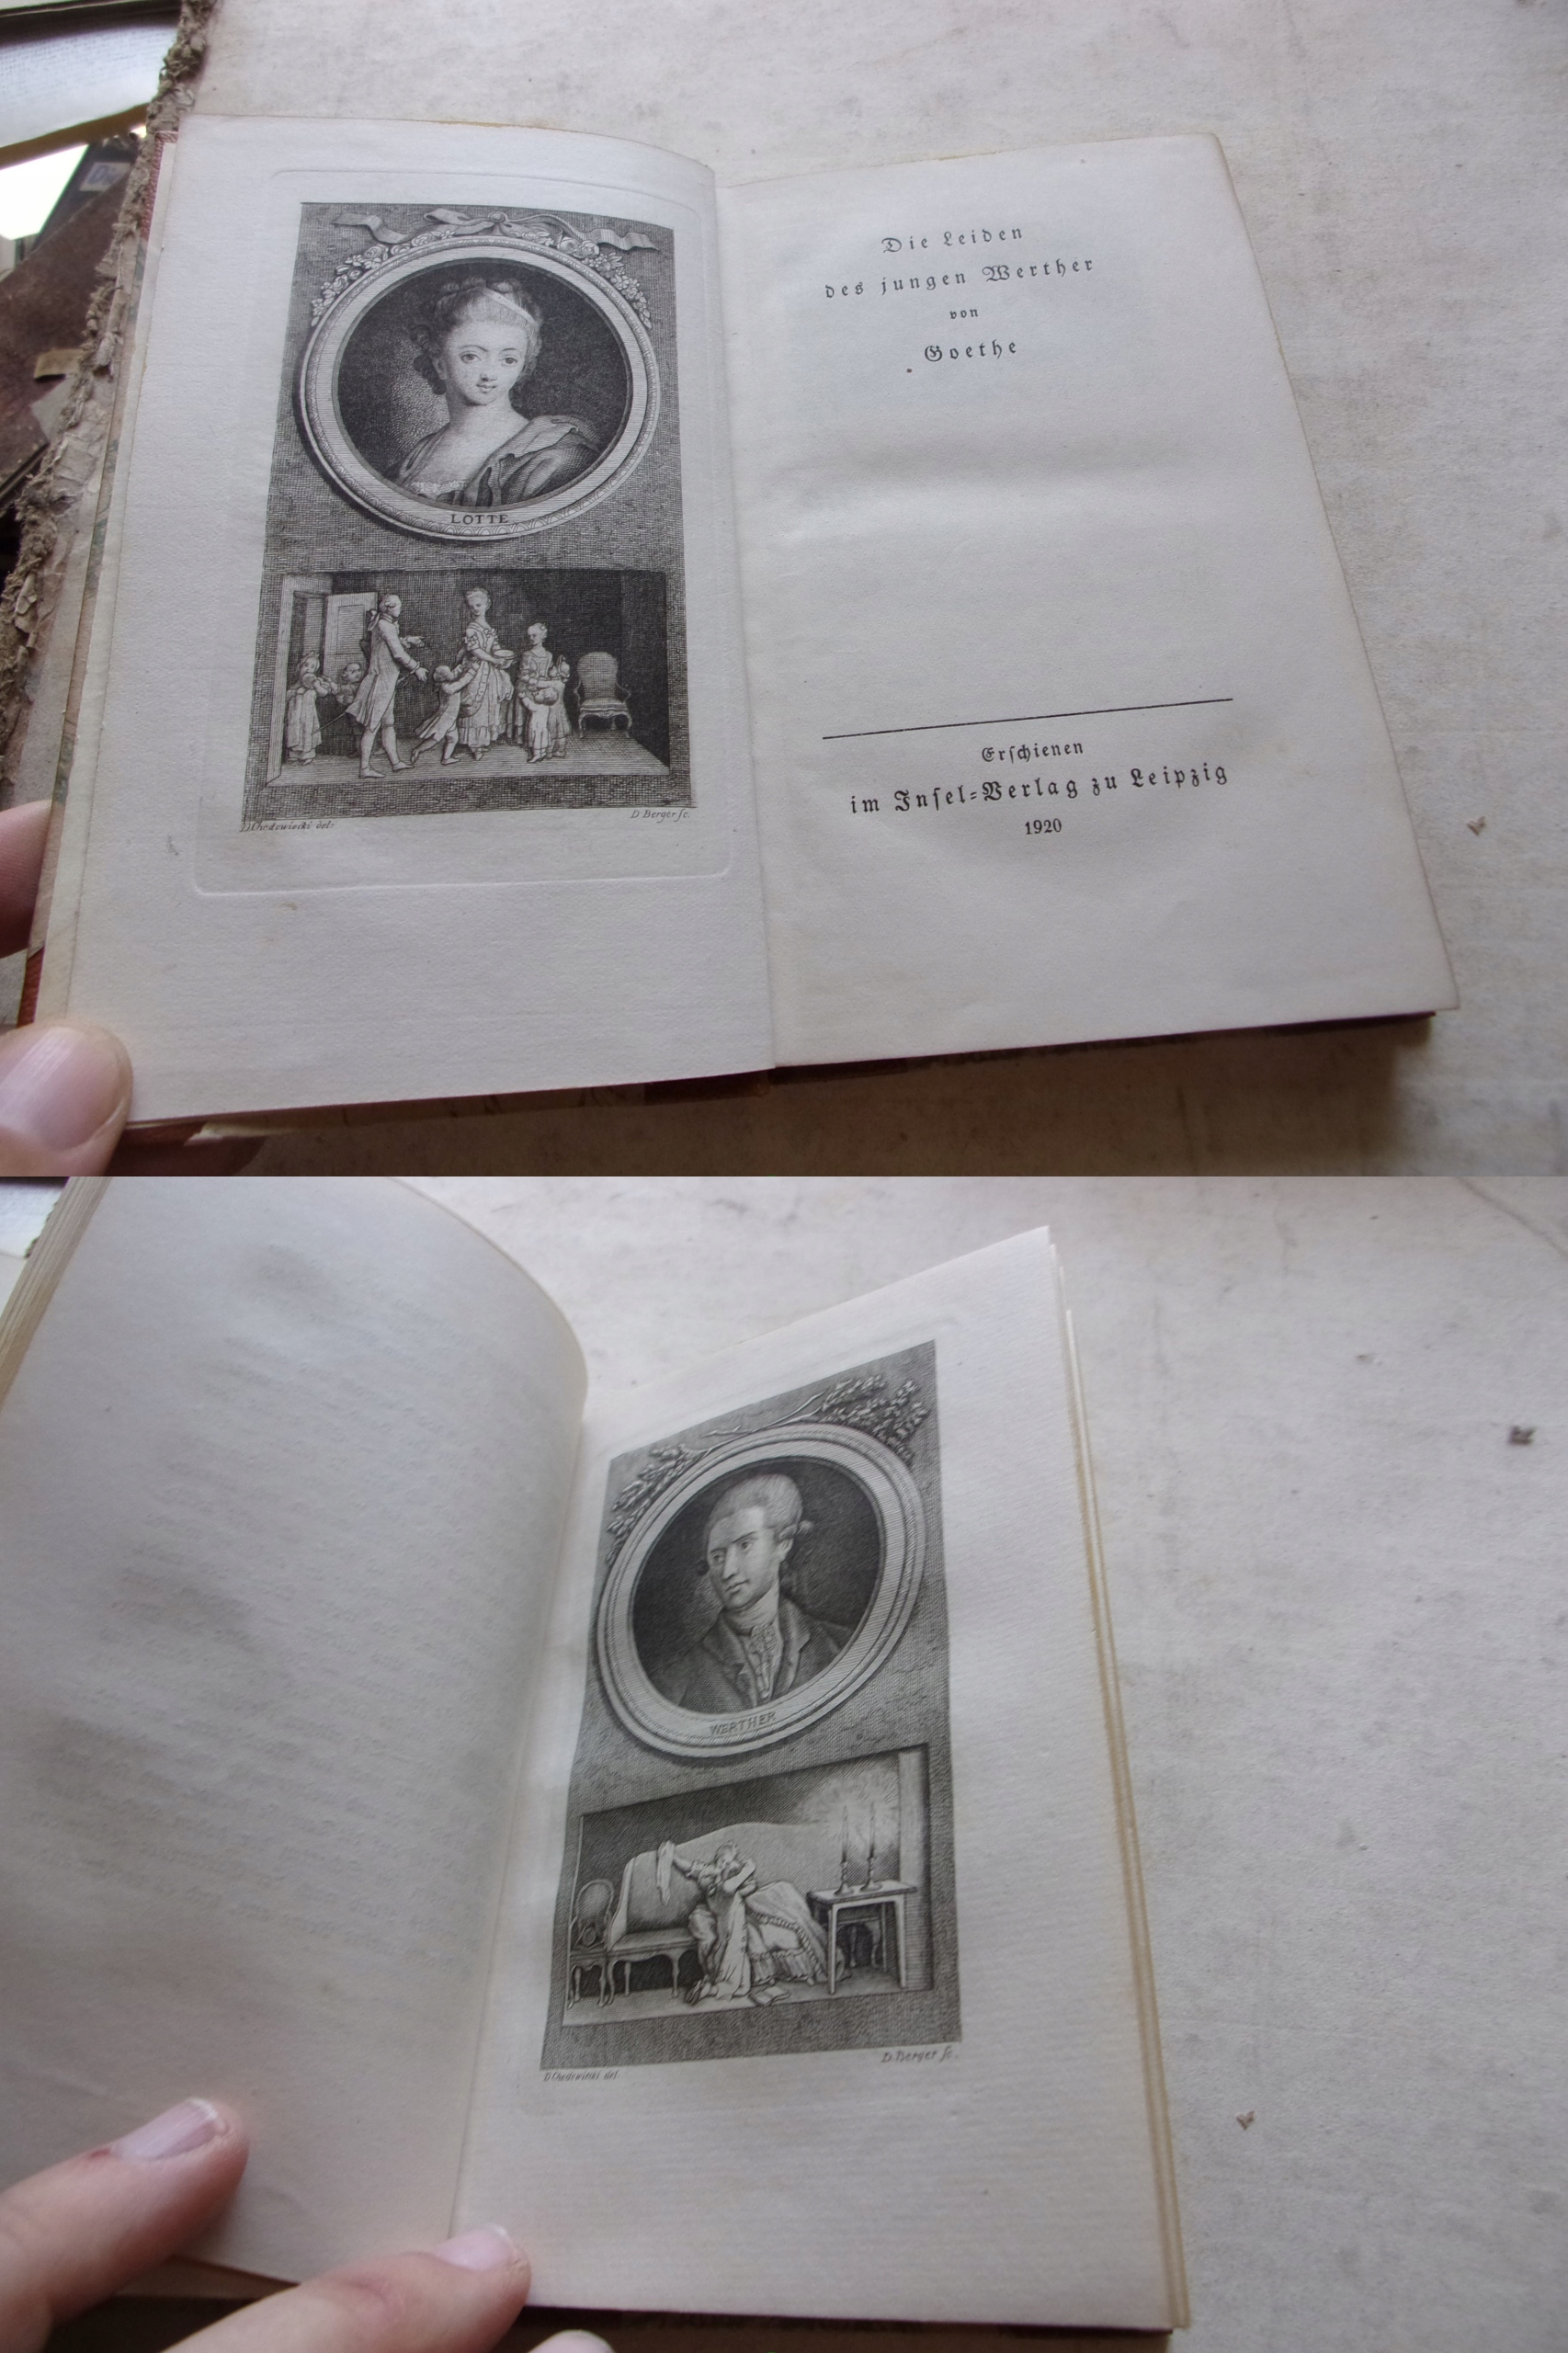 LOTTE
D Chodowiecki del:
D Berger sc.
Die Leiden
des jungen Werther
von
Goethe
Erschienen
im Insel=Verlag zu Leipzig
1920
WERTHER
D Chodowiecki del.
D. Berger sc.